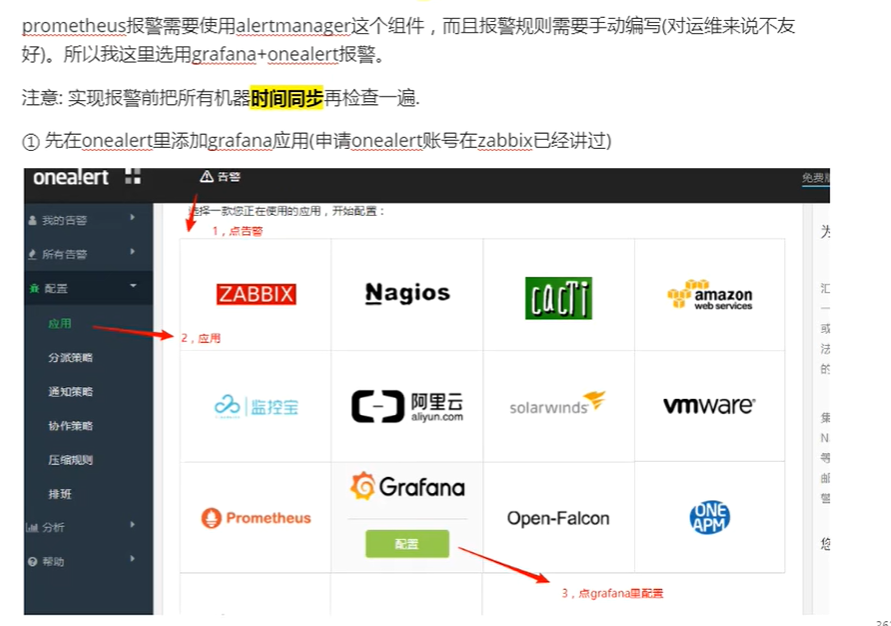 prometheus报警需要使用alertmanager这个组件，而且报警规则需要手动编写(对运维来说不友
好)。所以我这里选用grafana+onealert报警。
注意: 实现报警前把所有机器时间同步再检查一遍.
① 先在onealert里添加grafana应用(申请onealert账号在zabbix已经讲过)
onealert
告警
免费
选择一款您正在使用的应用，开始配置：
1，点告警
我的告警
所有告警
配置
应用
分派策略
通知策略
协作策略
压缩规则
排班
分析
帮助
2，应用
ZABBIX
Nagios
cacti
amazon
web services
监控宝
阿里云
aliyun.com
solarwinds
vmware
Prometheus
Grafana
配置
Open-Falcon
ONE
APM
3，点grafana里配置
为
汇
一
或
法
的
集
N
等
邮
警
您